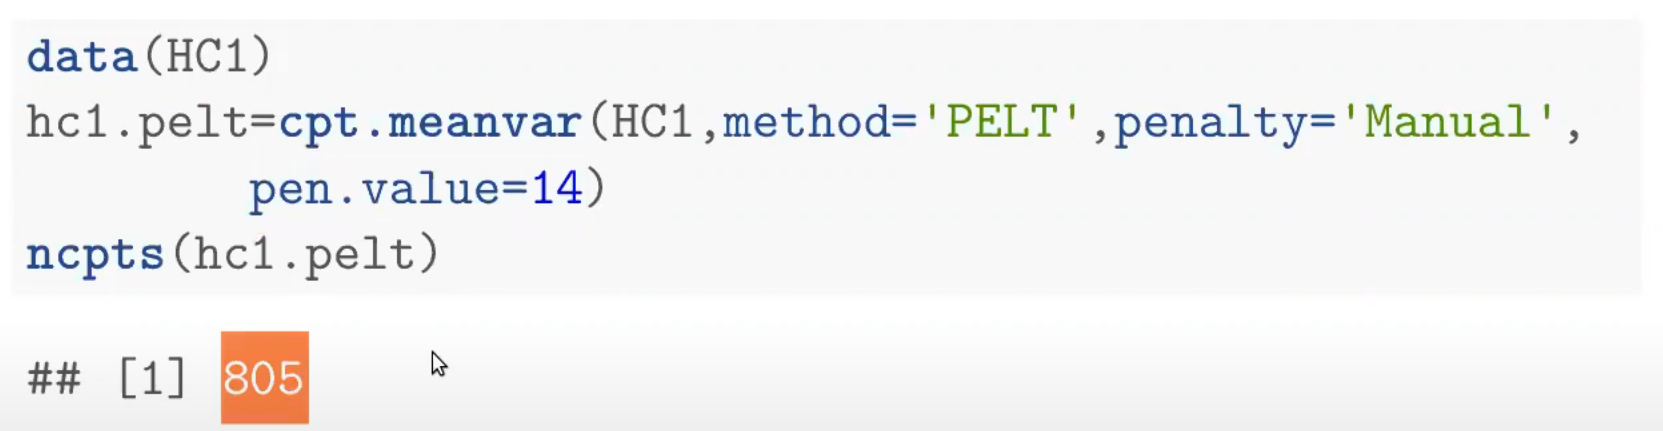 data(HC1)
hc1.pelt=cpt.meanvar(HC1,method='PELT',penalty='Manual',
pen.value=14)
ncpts(hc1.pelt)
## [1] 805